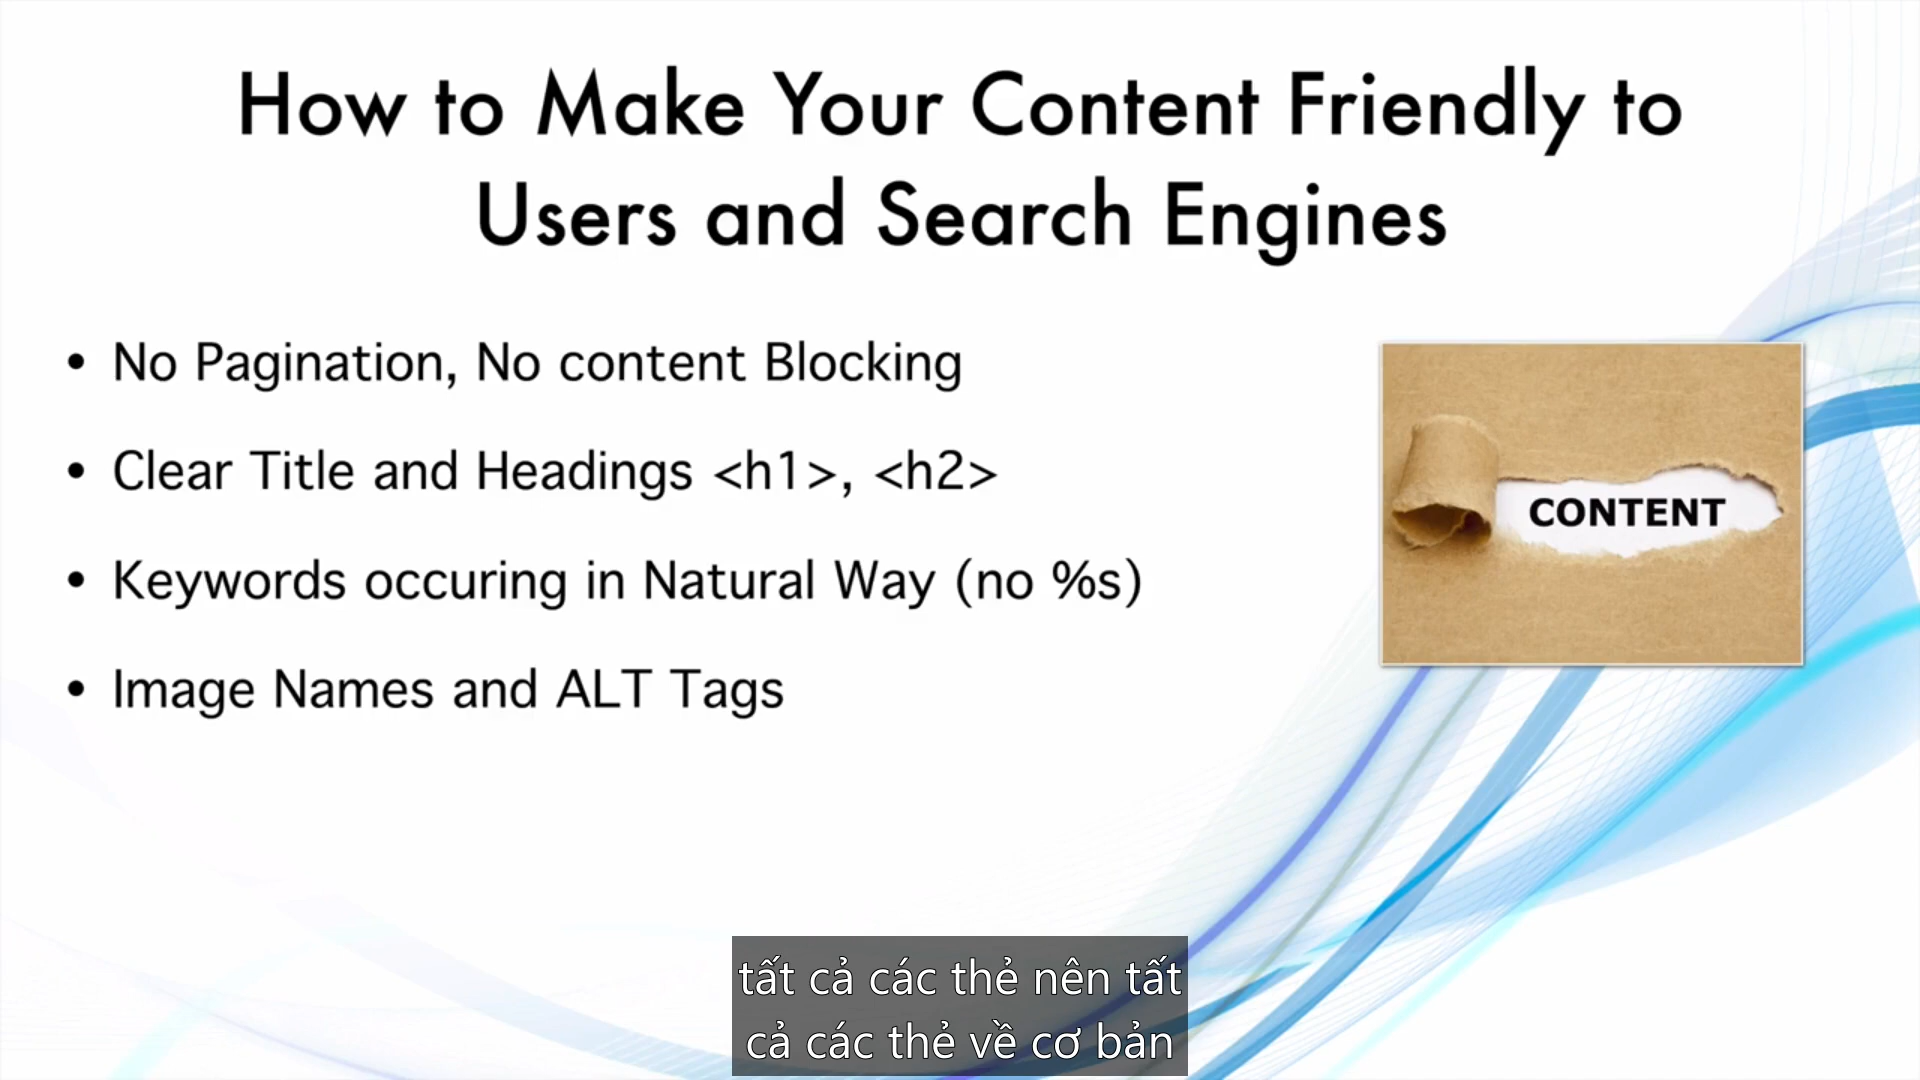 How to Make Your Content Friendly to
Users and Search Engines
• No Pagination, No content Blocking
• Clear Title and Headings <h1>, <h2>
• Keywords occuring in Natural Way (no %s)
• Image Names and ALT Tags
CONTENT
tất cả các thẻ nên tất
cả các thẻ về cơ bản